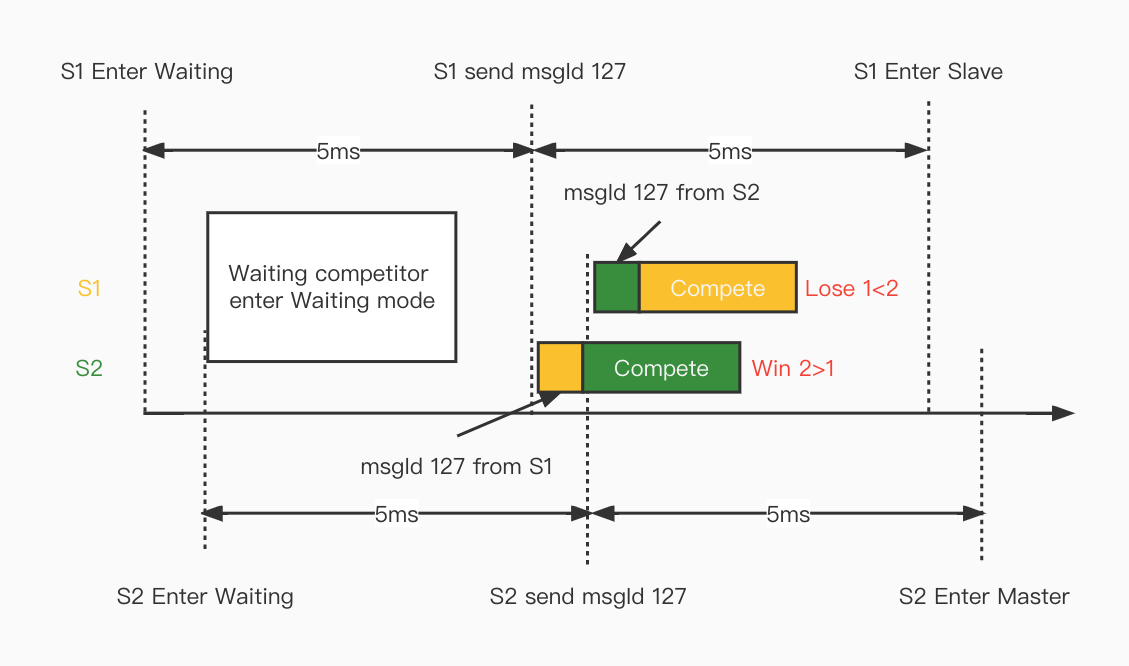 S1 Enter Waiting
S1 send msgId 127
S1 Enter Slave
5ms
5ms
msgId 127 from S2
Waiting competitor
enter Waiting mode
S1
Compete
Lose 1<2
S2
Compete
Win 2>1
msgId 127 from S1
5ms
5ms
S2 Enter Waiting
S2 send msgId 127
S2 Enter Master